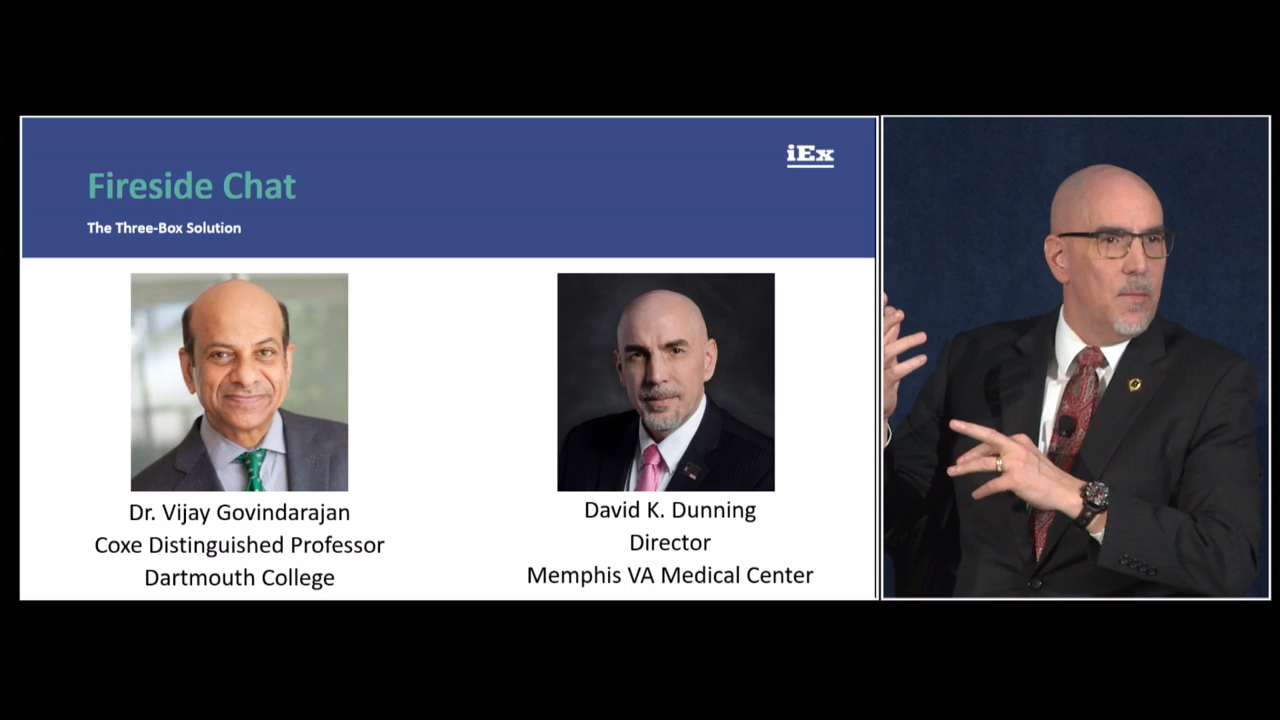 iEx
Fireside Chat
The Three-Box Solution
Dr. Vijay Govindarajan
Coxe Distinguished Professor
Dartmouth College
David K. Dunning
Director
Memphis VA Medical Center